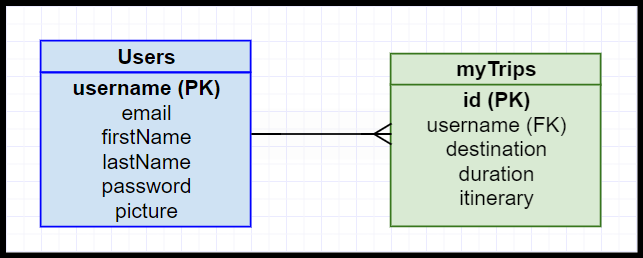 Users
username (PK)
email
firstName
lastName
password
picture
myTrips
id (PK)
username (FK)
destination
duration
itinerary